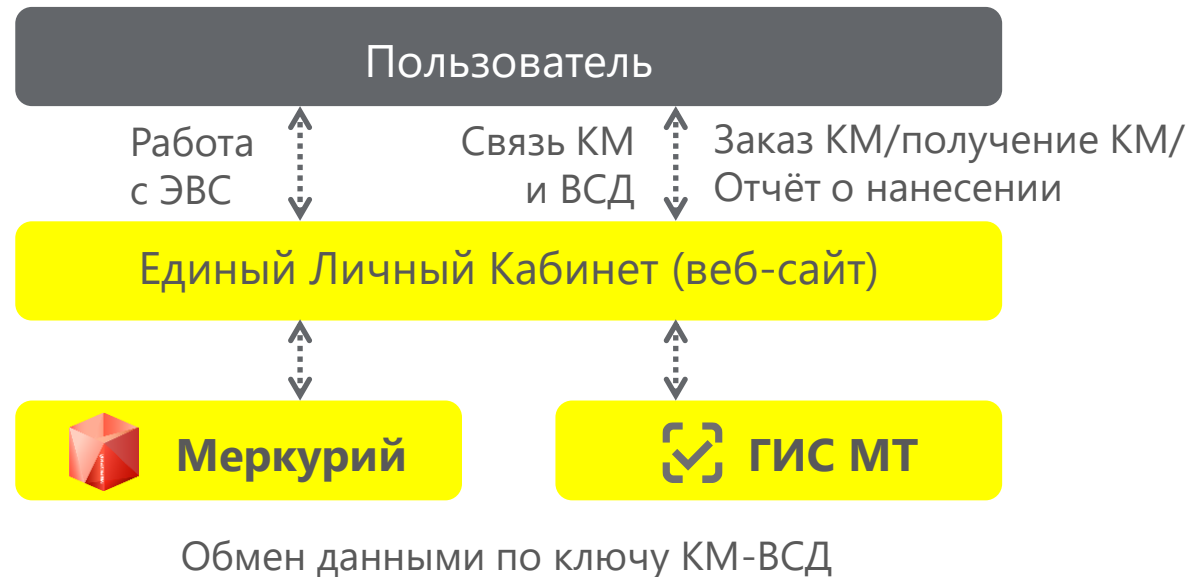 Пользователь
Работа
с ЭВС
Связь КМ
и ВСД
Заказ КМ/получение КМ/
Отчёт о нанесении
Единый Личный Кабинет (веб-сайт)
Меркурий
ГИС МТ
Обмен данными по ключу КМ-ВСД